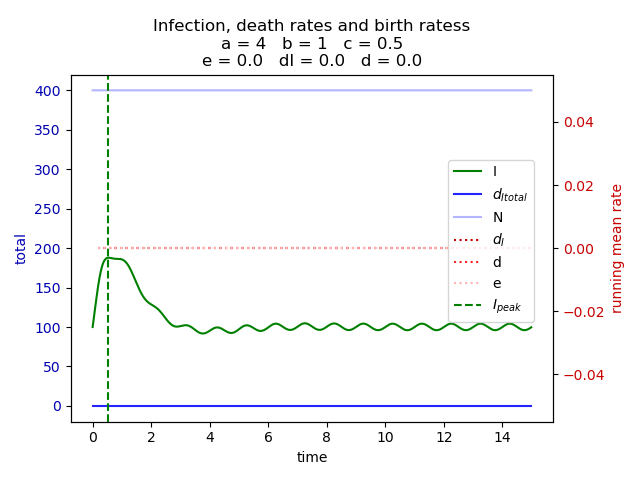 Infection, death rates and birth ratess
a = 4 b = 1 c = 0.5
e = 0.0 dI = 0.0 d = 0.0
400
350
300
250
200
150
100
50
0
total
0.04
0.02
0.00
−0.02
−0.04
running mean rate
I
d_Itotal
N
d_I
d
e
I_peak
0 2 4 6 8 10 12 14
time